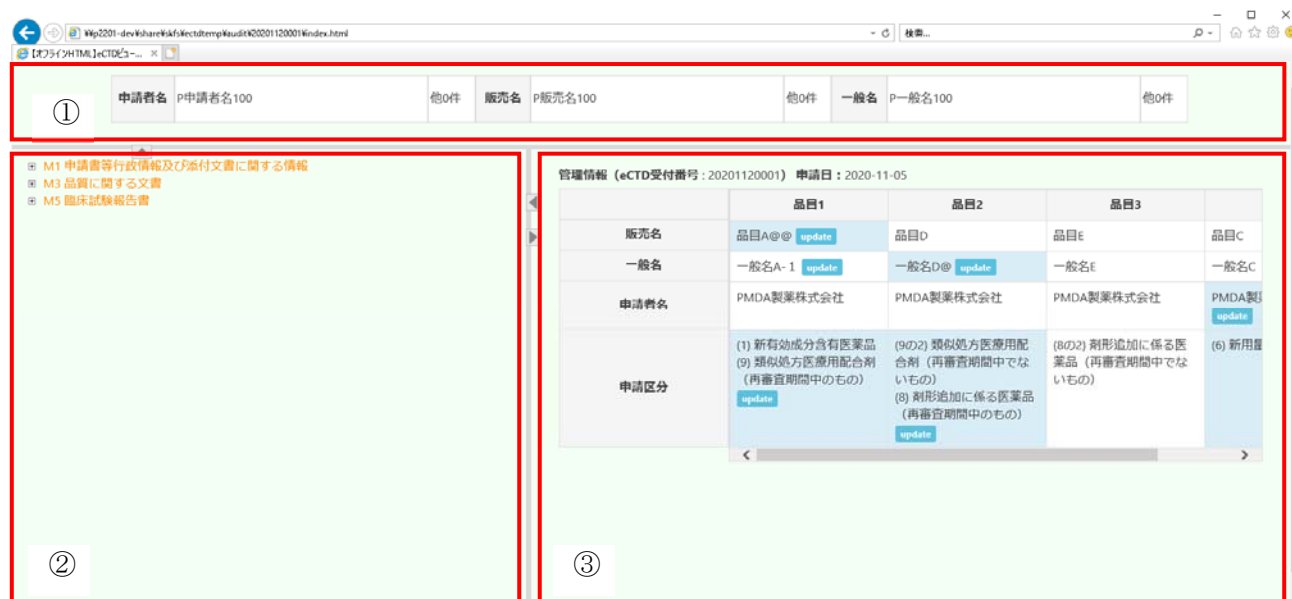 ¥¥p2201-dev¥share¥skfs¥ectdtemp¥audit¥20201120001¥index.html
検索...
【オフラインHTML】eCTDビュー...
①
申請者名 P申請者名100 他0件 販売名 P販売名100 他0件 一般名 P一般名100 他0件
M1 申請書等行政情報及び添付文書に関する情報
M3 品質に関する文書
M5 臨床試験報告書
②
管理情報（eCTD受付番号 : 20201120001）申請日：2020-11-05
品目1 品目2 品目3
販売名 品目A@@ update 品目D 品目E 品目C
一般名 一般名A- 1 update 一般名D@ update 一般名E 一般名C
申請者名 PMDA製薬株式会社 PMDA製薬株式会社 PMDA製薬株式会社 PMDA製
update
申請区分
(1) 新有効成分含有医薬品
(9) 類似処方医療用配合剤
（再審査期間中のもの）
update
(9の2) 類似処方医療用配
合剤（再審査期間中でな
いもの）
(8) 剤形追加に係る医薬品
（再審査期間中のもの）
update
(8の2) 剤形追加に係る医
薬品（再審査期間中でな
いもの）
(6) 新用
③